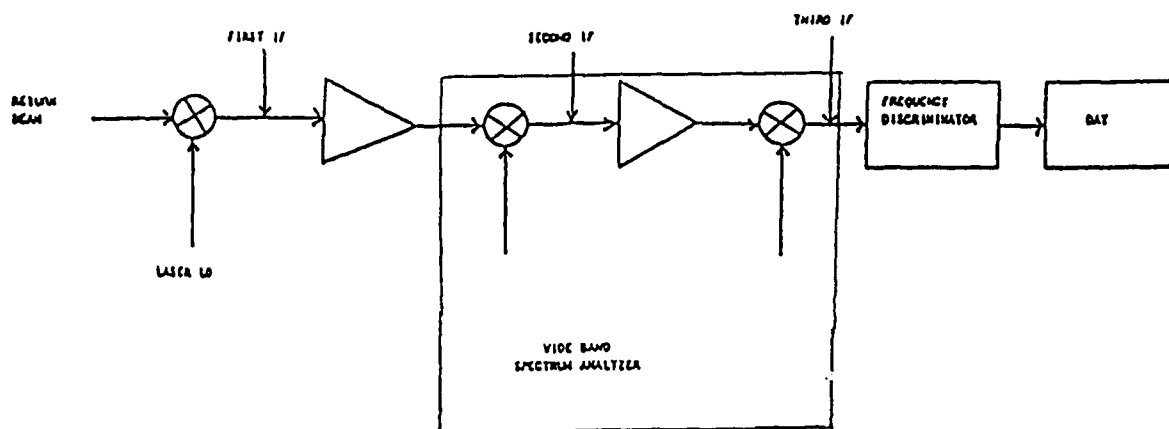 FIRST IF
SECOND IF
THIRD IF
RETURN
BEAM
FREQUENCY
DISCRIMINATOR
DAT
LASER LO
WIDE BAND
SPECTRUM ANALYZER